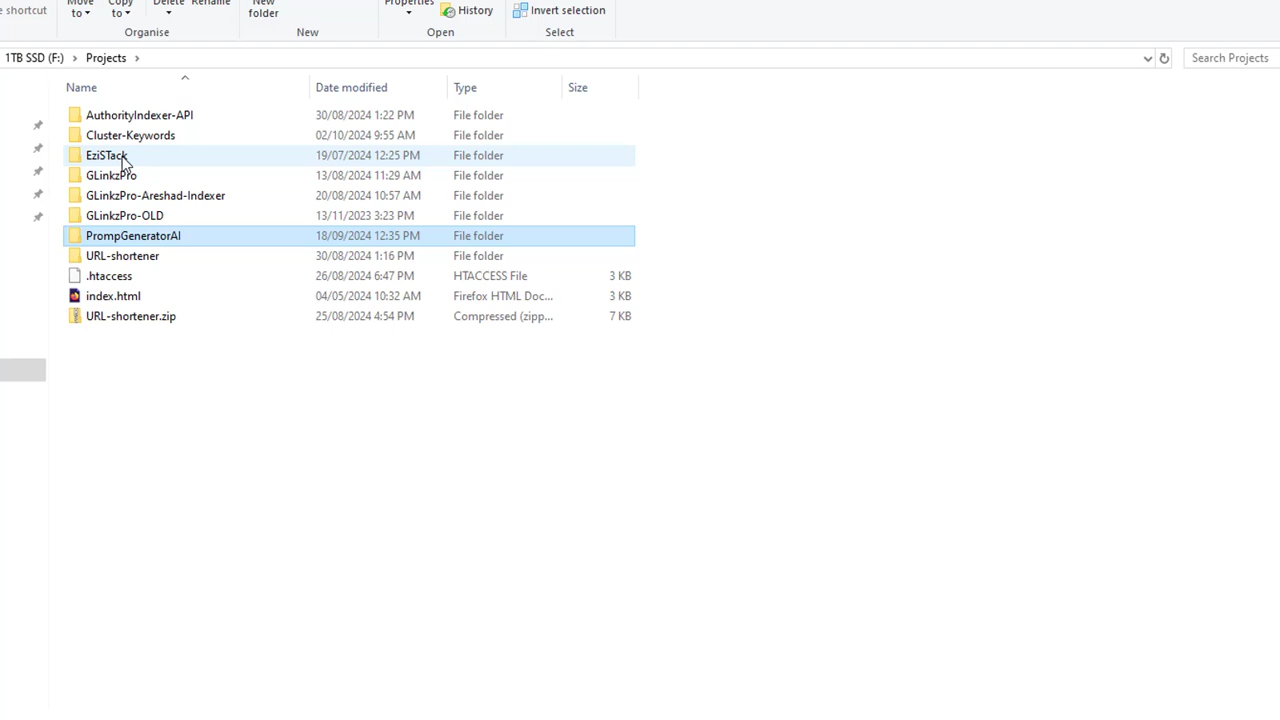 e shortcut Move to Copy to Delete Rename New folder Properties History Invert selection
Organise New Open Select
1TB SSD (F:) Projects Search Projects
Name Date modified Type Size
AuthorityIndexer-API 30/08/2024 1:22 PM File folder
Cluster-Keywords 02/10/2024 9:55 AM File folder
EziSTack 19/07/2024 12:25 PM File folder
GLinkzPro 13/08/2024 11:29 AM File folder
GLinkzPro-Areshad-Indexer 20/08/2024 10:57 AM File folder
GLinkzPro-OLD 13/11/2023 3:23 PM File folder
PrompGeneratorAI 18/09/2024 12:35 PM File folder
URL-shortener 30/08/2024 1:16 PM File folder
.htaccess 26/08/2024 6:47 PM HTACCESS File 3 KB
index.html 04/05/2024 10:32 AM Firefox HTML Doc... 3 KB
URL-shortener.zip 25/08/2024 4:54 PM Compressed (zipp... 7 KB